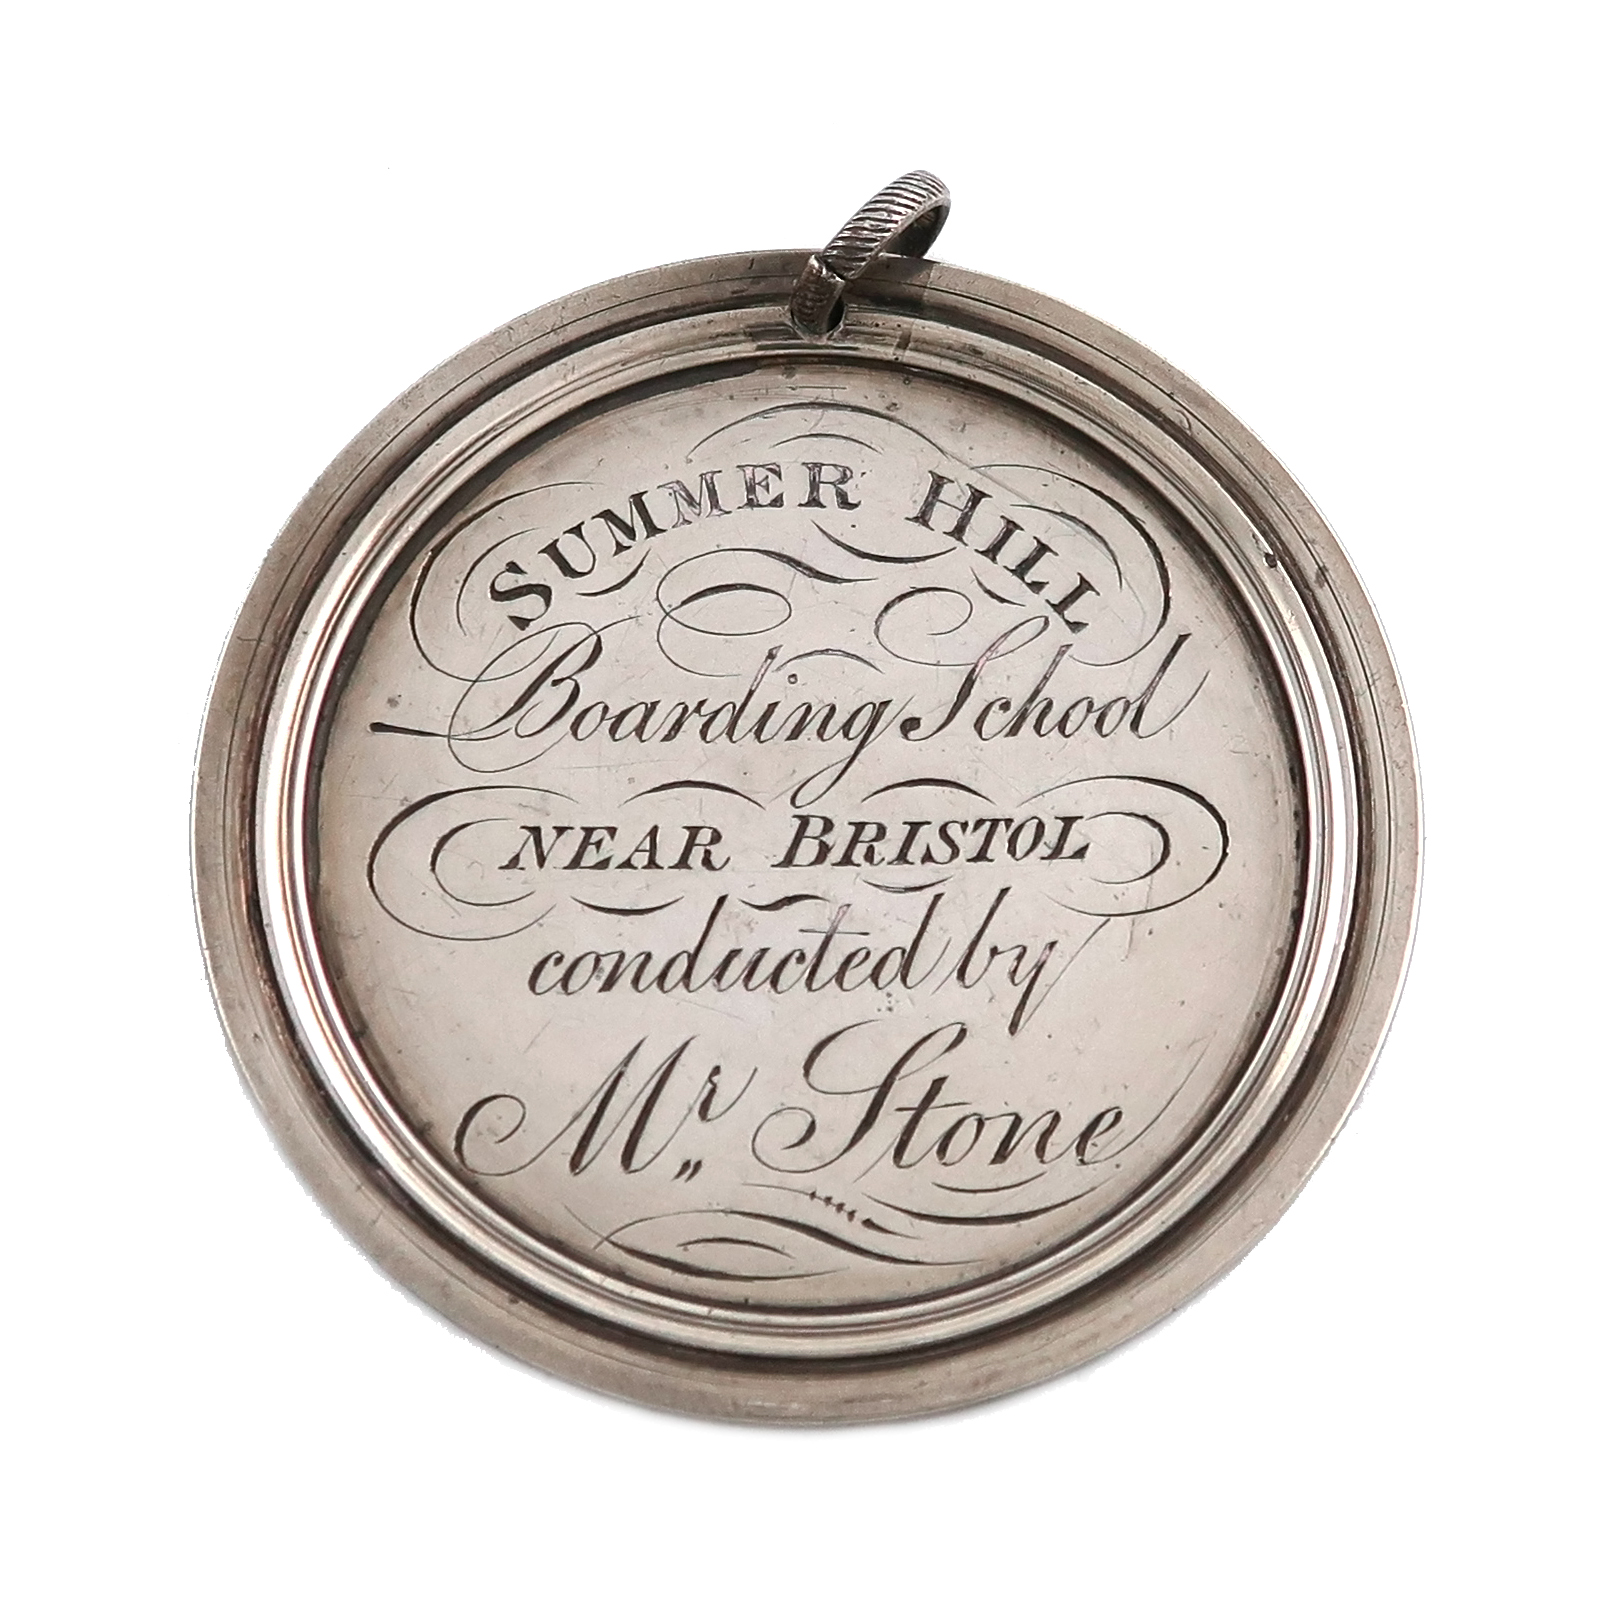 SUMMER HILL
Boarding School
NEAR BRISTOL
conducted by
Mr Stone